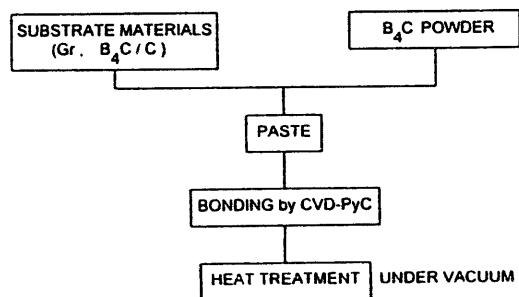 SUBSTRATE MATERIALS
(Gr, B₄C / C )
B₄C POWDER
PASTE
BONDING by CVD-PyC
HEAT TREATMENT UNDER VACUUM